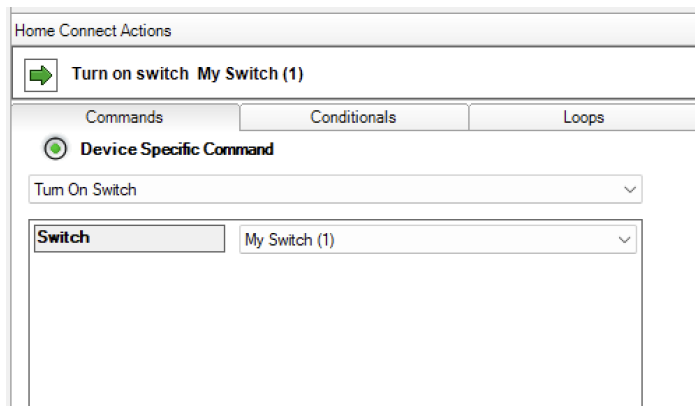 Home Connect Actions
Turn on switch My Switch (1)
Commands Conditionals Loops
Device Specific Command
Turn On Switch
Switch My Switch (1)